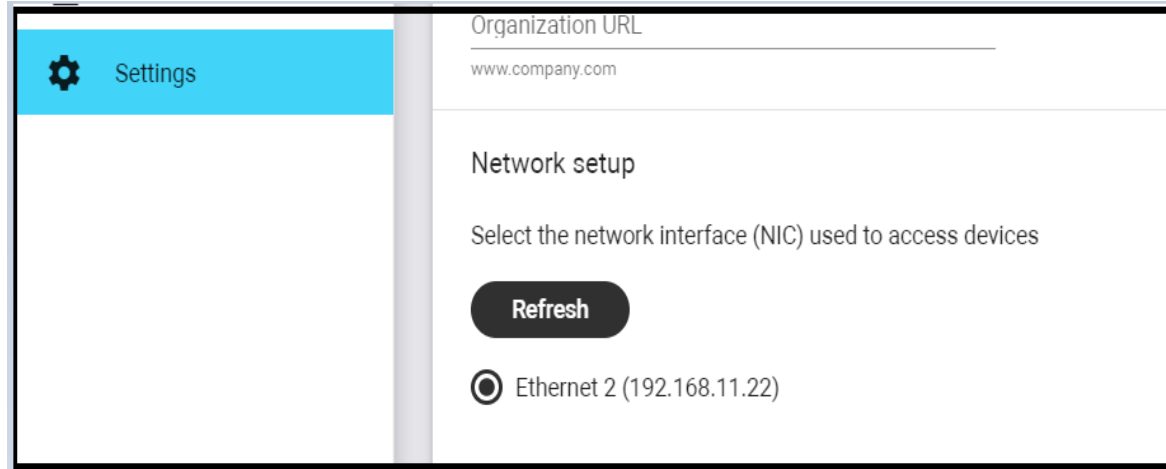 Settings
Organization URL
www.company.com
Network setup
Select the network interface (NIC) used to access devices
Refresh
Ethernet 2 (192.168.11.22)